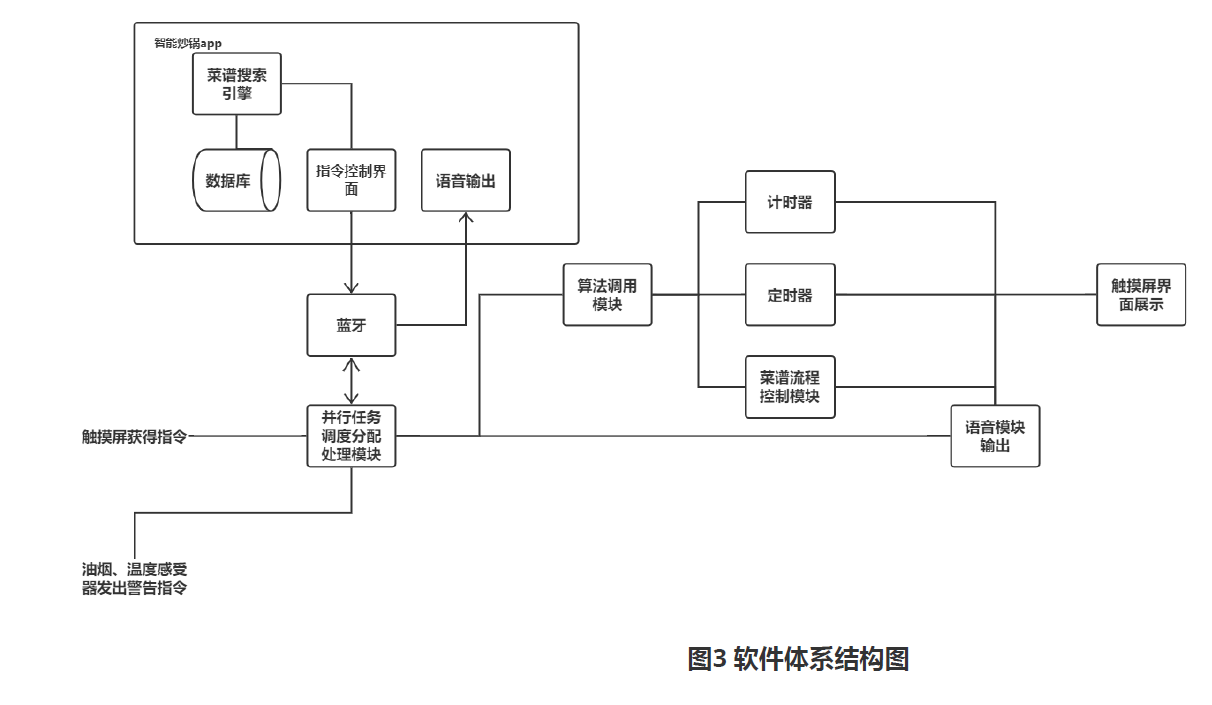 智能炒锅app
菜谱搜索
引擎
数据库
指令控制界
面
语音输出
蓝牙
算法调用
模块
计时器
定时器
菜谱流程
控制模块
触摸屏界
面展示
触摸屏获得指令
并行任务
调度分配
处理模块
语音模块
输出
油烟、温度感受
器发出警告指令
图3 软件体系结构图